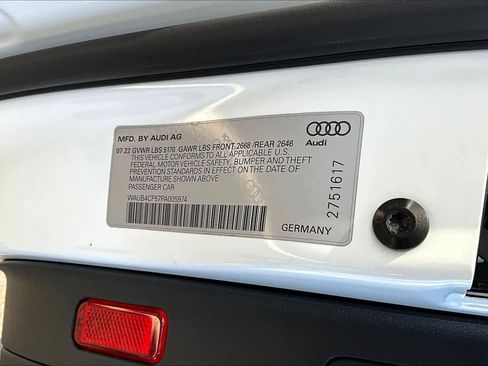 MFD. BY AUDI AG
07.22 GVWR LBS 5170 GAWR LBS FRONT 2668 /REAR 2646
THIS VEHICLE CONFORMS TO ALL APPLICABLE U.S.
FEDERAL MOTOR VEHICLE SAFETY, BUMPER AND THEFT
PREVENTION STANDARDS IN EFFECT ON THE DATE OF
MANUFACTURE SHOWN ABOVE
PASSENGER CAR
WAUB4CF57PA005974
Audi
2751617
GERMANY